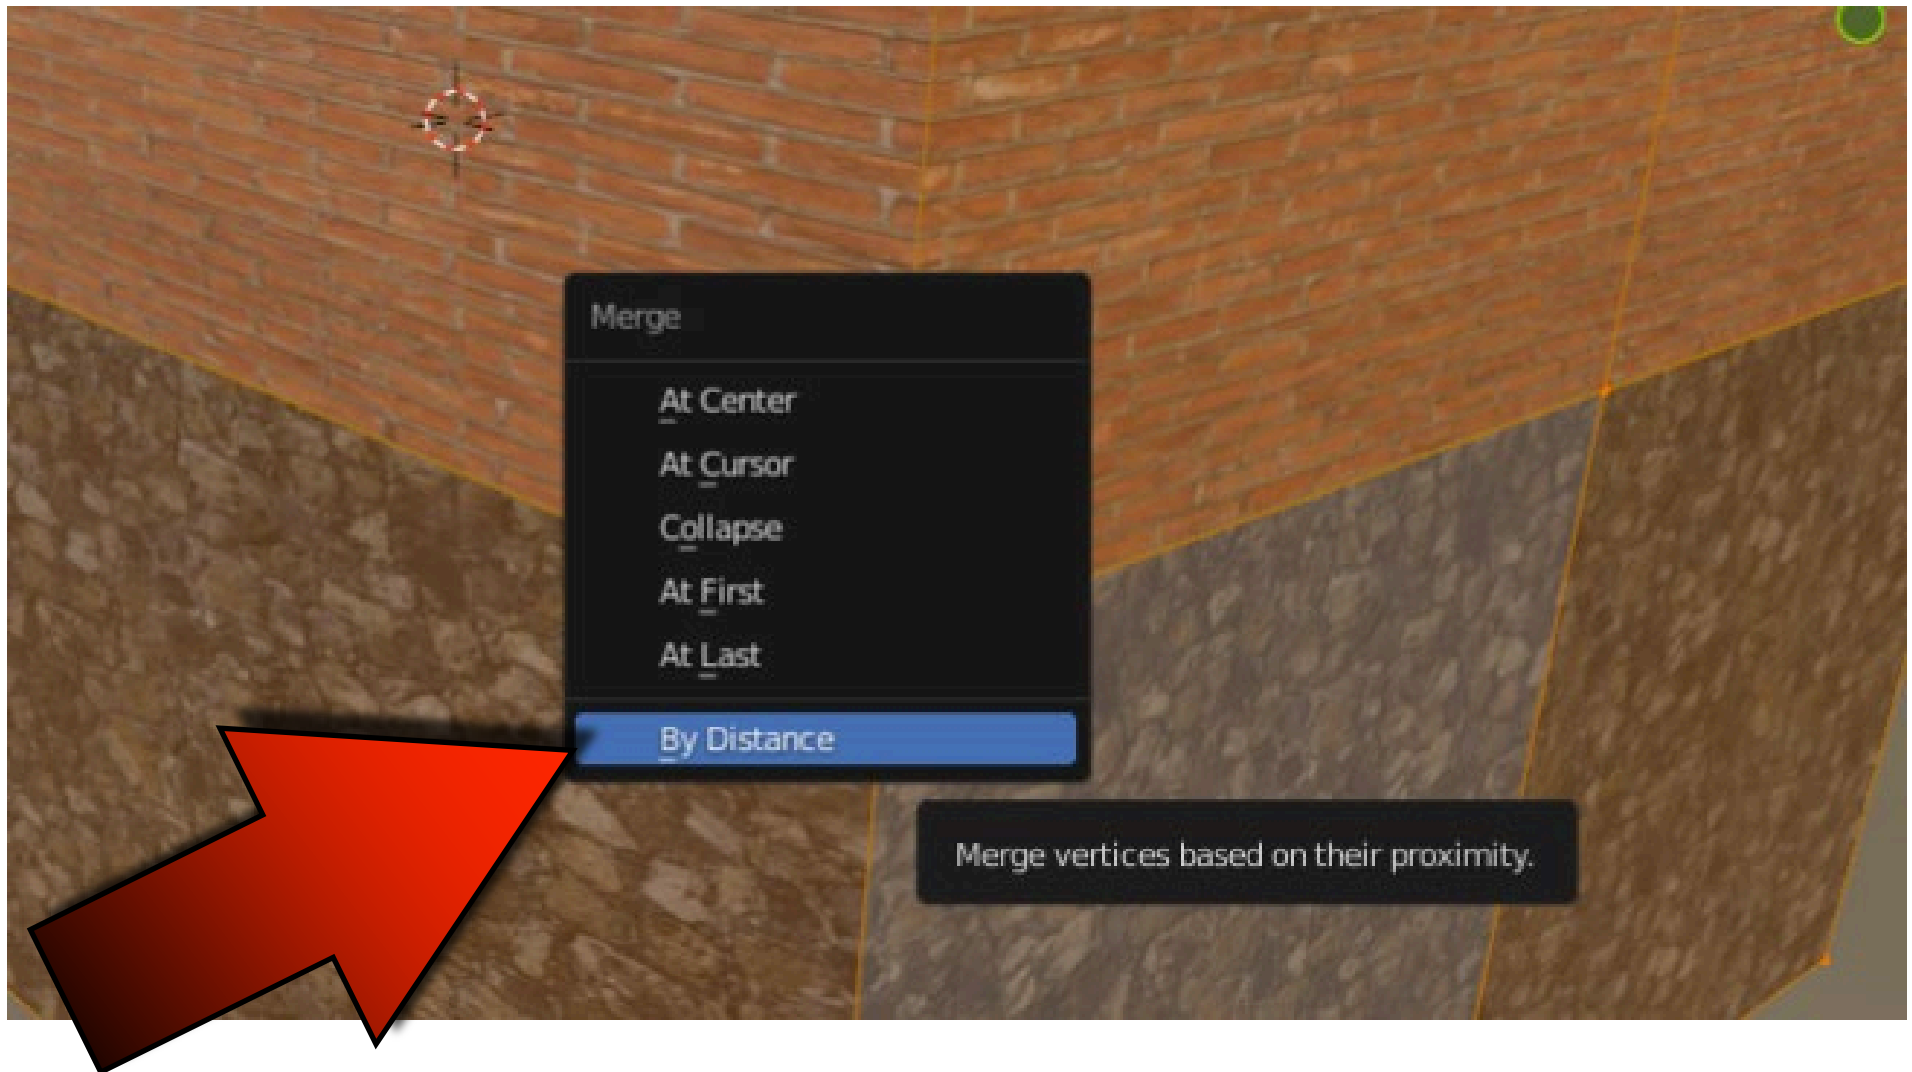 Merge
At Center
At Cursor
Collapse
At First
At Last
By Distance
Merge vertices based on their proximity.